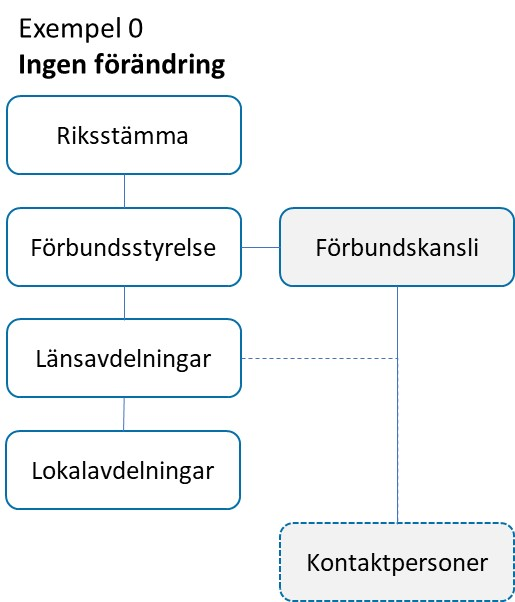 Exempel 0
Ingen förändring
Riksstämma
Förbundsstyrelse
Förbundskansli
Länsavdelningar
Lokalavdelningar
Kontaktpersoner